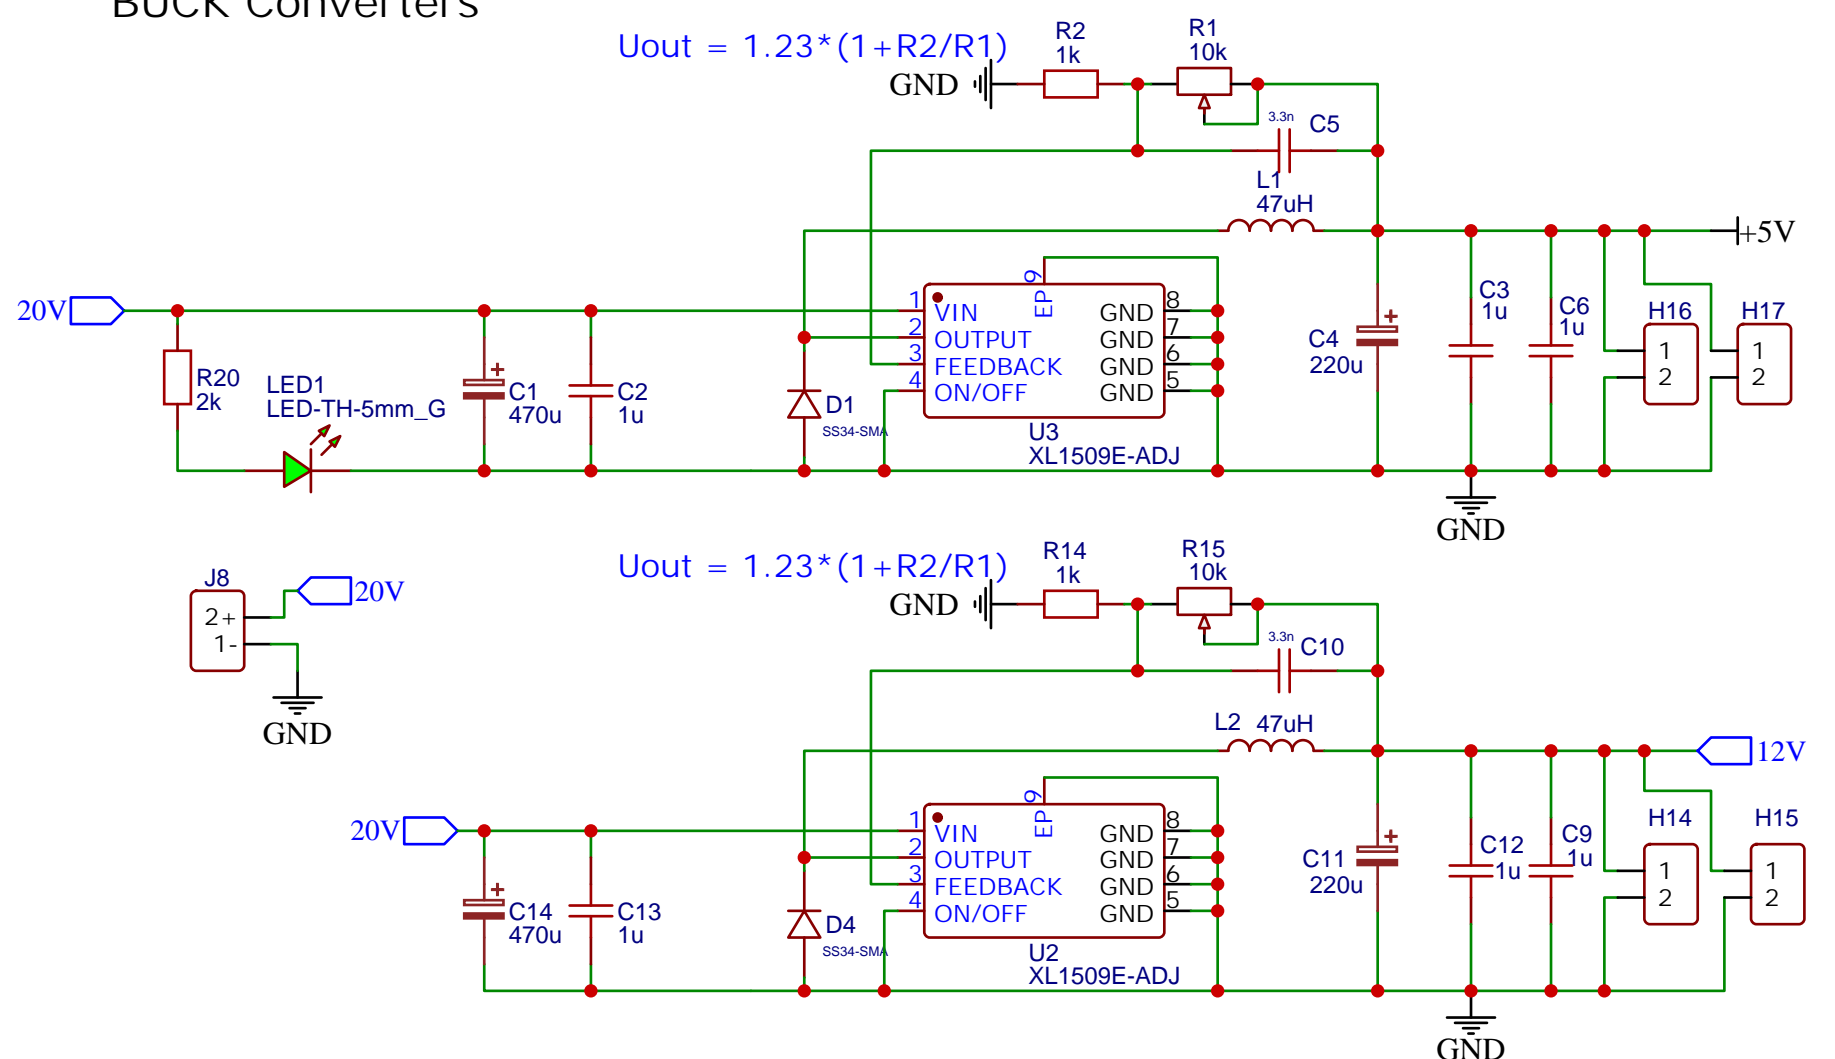 BUCK Converters
Uout = 1.23*(1+R2/R1)
R2
1k
R1
10k
GND
3.3n
C5
L1
47uH
+5V
20V
R20
2k
LED1
LED-TH-5mm_G
C1
470u
C2
1u
D1
SS34-SMA
1
VIN
2
OUTPUT
3
FEEDBACK
4
ON/OFF
EP
9
GND
8
GND
7
GND
6
GND
5
U3
XL1509E-ADJ
C4
220u
C3
1u
C6
1u
H16
1
2
H17
1
2
GND
J8
2+
1-
20V
GND
Uout = 1.23*(1+R2/R1)
R14
1k
R15
10k
GND
3.3n
C10
L2 47uH
12V
20V
C14
470u
C13
1u
D4
SS34-SMA
1
VIN
2
OUTPUT
3
FEEDBACK
4
ON/OFF
EP
9
GND
8
GND
7
GND
6
GND
5
U2
XL1509E-ADJ
C11
220u
C12
1u
C9
1u
H14
1
2
H15
1
2
GND